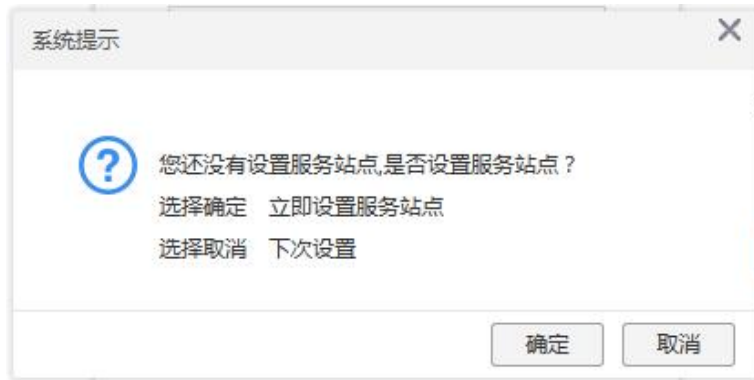 系统提示
您还没有设置服务站点,是否设置服务站点？
选择确定 立即设置服务站点
选择取消 下次设置
确定 取消